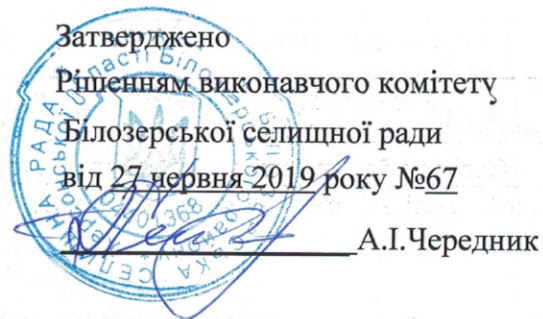 Затверджено
Рішенням виконавчого комітету
Білозерської селищної ради
від 27 червня 2019 року №67
А.І.Чередник